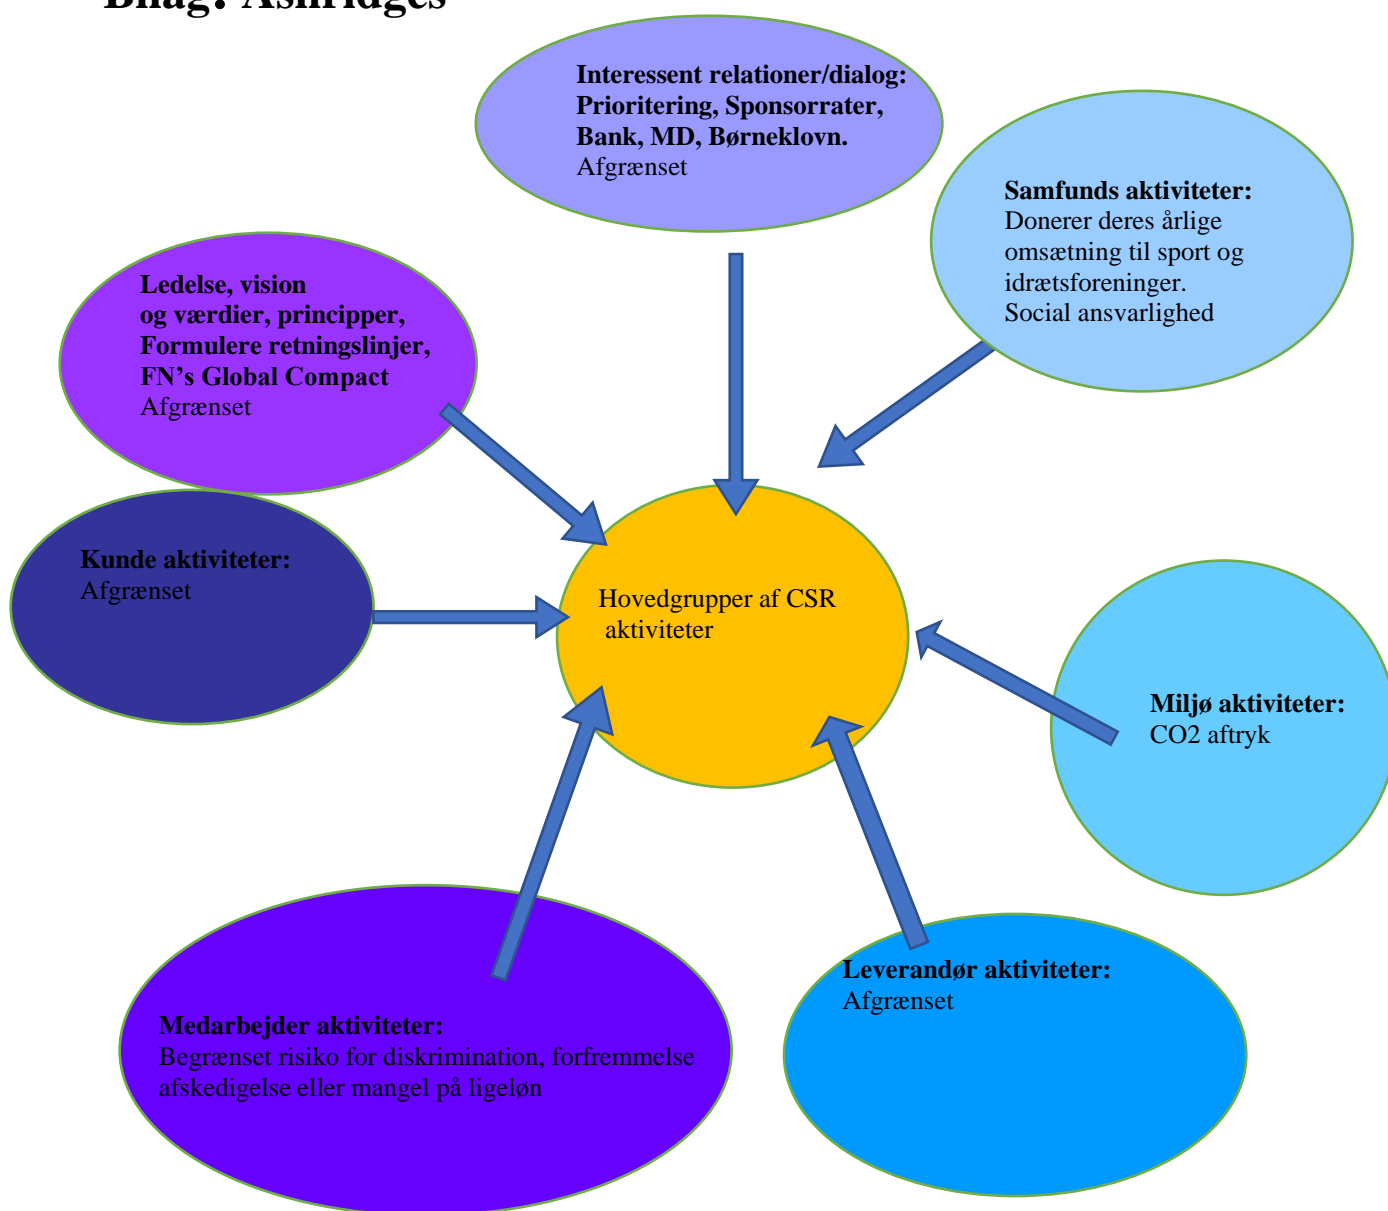 Bilag: Ashridges
Interessent relationer/dialog:
Prioritering, Sponsorrater,
Bank, MD, Børneklovn.
Afgrænset
Samfunds aktiviteter:
Donerer deres årlige
omsætning til sport og
idrætsforeninger.
Social ansvarlighed
Ledelse, vision
og værdier, principper,
Formulere retningslinjer,
FN’s Global Compact
Afgrænset
Kunde aktiviteter:
Afgrænset
Hovedgrupper af CSR
aktiviteter
Miljø aktiviteter:
CO2 aftryk
Leverandør aktiviteter:
Afgrænset
Medarbejder aktiviteter:
Begrænset risiko for diskrimination, forfremmelse
afskedigelse eller mangel på ligeløn